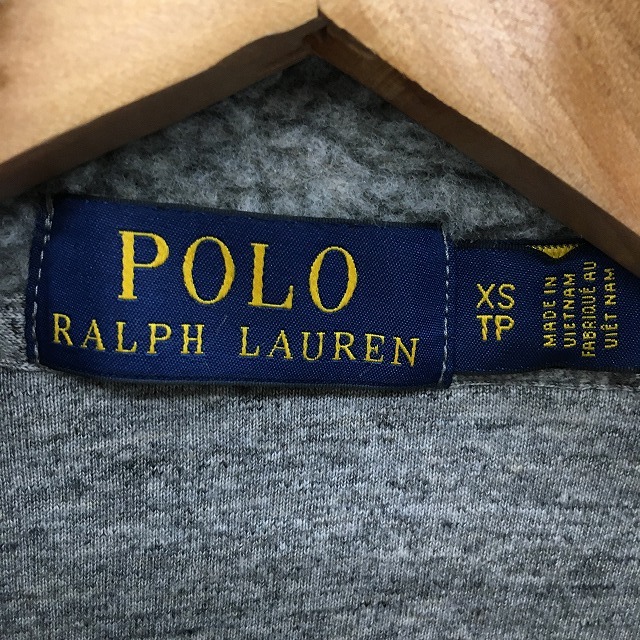 POLO
RALPH LAUREN
XS
TP
MADE IN
VIETNAM
FABRIQUÉ AU
VIÊT NAM